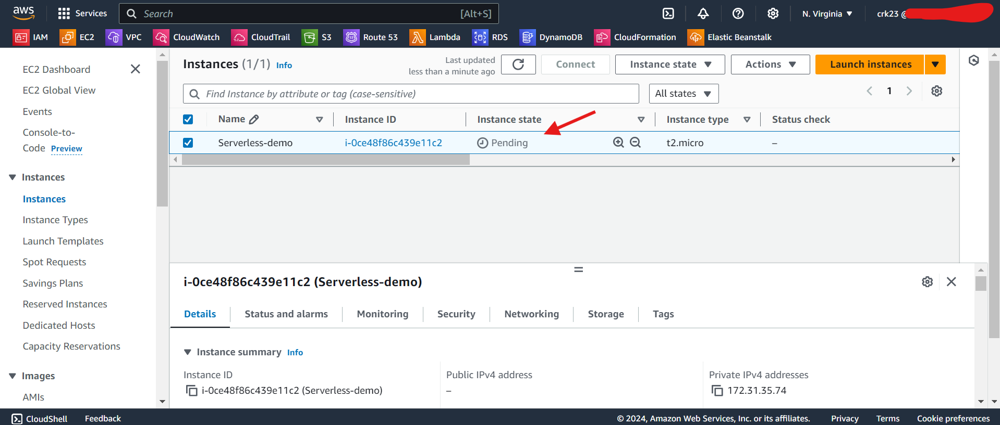 aws Services Search [Alt+S] N. Virginia crk23 @
IAM EC2 VPC CloudWatch CloudTrail S3 Route 53 Lambda RDS DynamoDB CloudFormation Elastic Beanstalk
EC2 Dashboard
EC2 Global View
Events
Console-to-
Code Preview
Instances
Instances
Instance Types
Launch Templates
Spot Requests
Savings Plans
Reserved Instances
Dedicated Hosts
Capacity Reservations
Images
AMIs
Instances (1/1) Info
Last updated
less than a minute ago
Connect Instance state Actions Launch instances
Find Instance by attribute or tag (case-sensitive) All states 1
Name Instance ID Instance state Instance type Status check
Serverless-demo i-0ce48f86c439e11c2 Pending t2.micro –
i-0ce48f86c439e11c2 (Serverless-demo)
Details Status and alarms Monitoring Security Networking Storage Tags
Instance summary Info
Instance ID
i-0ce48f86c439e11c2 (Serverless-demo)
Public IPv4 address
–
Private IPv4 addresses
172.31.35.74
CloudShell Feedback © 2024, Amazon Web Services, Inc. or its affiliates. Privacy Terms Cookie preferences